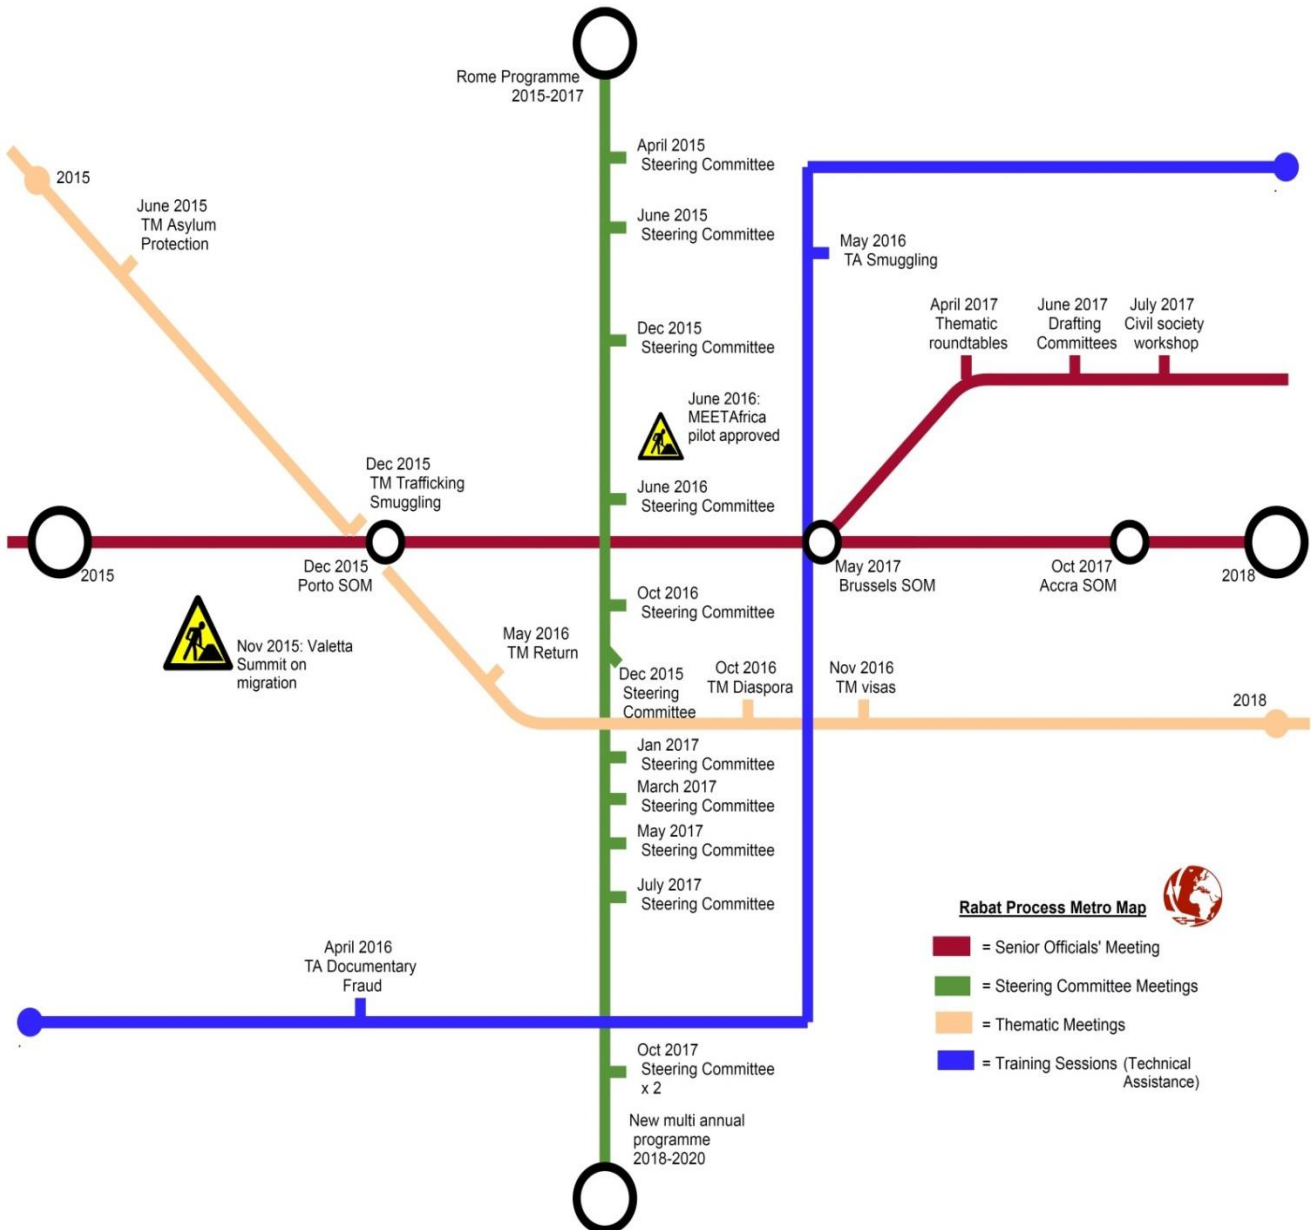 Rome Programme
2015-2017
April 2015
Steering Committee
2015
June 2015
TM Asylum
Protection
June 2015
Steering Committee
May 2016
TA Smuggling
April 2017
Thematic
roundtables
June 2017
Drafting
Committees
July 2017
Civil society
workshop
Dec 2015
Steering Committee
June 2016:
MEETAfrica
pilot approved
Dec 2015
TM Trafficking
Smuggling
June 2016
Steering Committee
2015
Dec 2015
Porto SOM
May 2017
Brussels SOM
Oct 2017
Accra SOM
2018
Oct 2016
Steering Committee
Nov 2015: Valetta
Summit on
migration
May 2016
TM Return
Dec 2015
Steering
Committee
Oct 2016
TM Diaspora
Nov 2016
TM visas
2018
Jan 2017
Steering Committee
March 2017
Steering Committee
May 2017
Steering Committee
July 2017
Steering Committee
April 2016
TA Documentary
Fraud
Oct 2017
Steering Committee
x 2
New multi annual
programme
2018-2020
Rabat Process Metro Map
= Senior Officials' Meeting
= Steering Committee Meetings
= Thematic Meetings
= Training Sessions (Technical
Assistance)